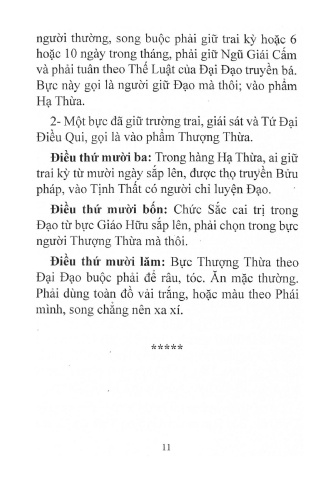 người thường, song buộc phải giữ trai kỳ hoặc 6
hoặc 10 ngày trong tháng, phải giữ Ngũ Giái Cấm
và phải tuân theo Thế Luật của Đại Đạo truyền bá.
Bực này gọi là người giữ Đạo mà thôi; vào phẩm
Hạ Thừa.
2- Một bực đã giữ trường trai, giái sát và Tứ Đại
Điều Qui, gọi là vào phẩm Thượng Thừa.
Điều thứ mười ba: Trong hàng Hạ Thừa, ai giữ
trai kỳ từ mười ngày sắp lên, được thọ truyền Bửu
pháp, vào Tịnh Thất có người chỉ luyện Đạo.
Điều thứ mười bốn: Chức Sắc cai trị trong
Đạo từ bực Giáo Hữu sắp lên, phải chọn trong bực
người Thượng Thừa mà thôi.
Điều thứ mười lăm: Bực Thượng Thừa theo
Đại Đạo buộc phải để râu, tóc. Ăn mặc thường.
Phải dùng toàn đồ vải trắng, hoặc màu theo Phái
mình, song chẳng nên xa xí.
*****
11